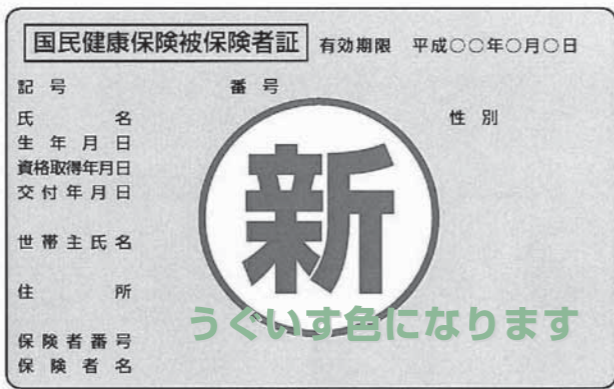 国民健康保険被保険者証 有効期限 平成○○年○月○日
記号 番号
氏名 性別
生年月日
資格取得年月日
交付年月日
世帯主氏名
新
住所
うぐいす色になります
保険者番号
保険者名